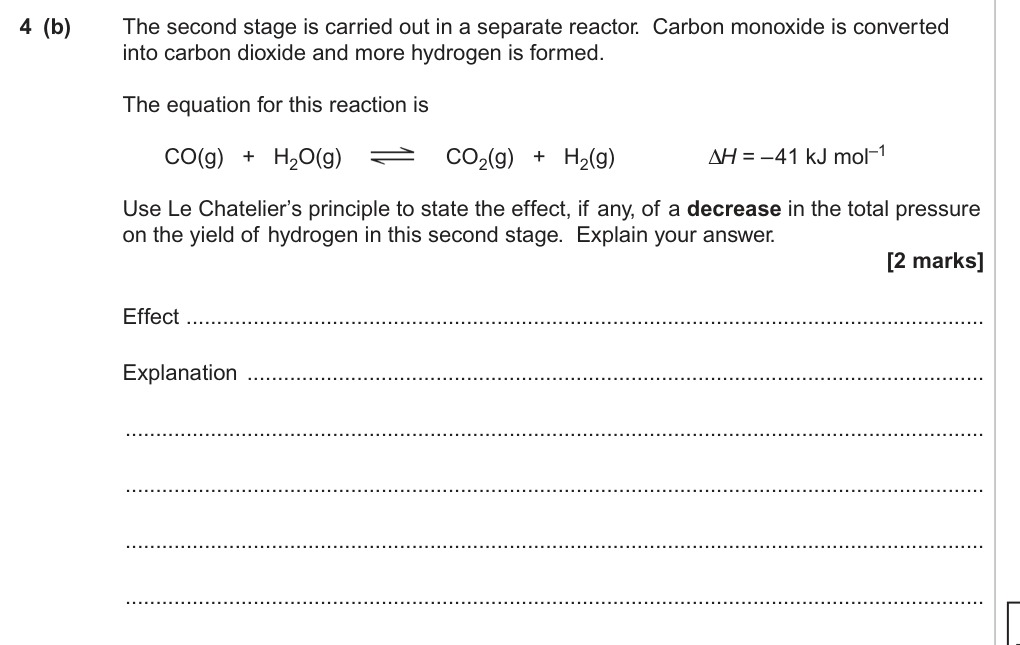 4 (b) The second stage is carried out in a separate reactor. Carbon monoxide is converted
into carbon dioxide and more hydrogen is formed.
The equation for this reaction is
CO(g) + H₂O(g) ⇌ CO₂(g) + H₂(g) ΔH = –41 kJ mol⁻¹
Use Le Chatelier's principle to state the effect, if any, of a decrease in the total pressure
on the yield of hydrogen in this second stage. Explain your answer.
[2 marks]
Effect
Explanation